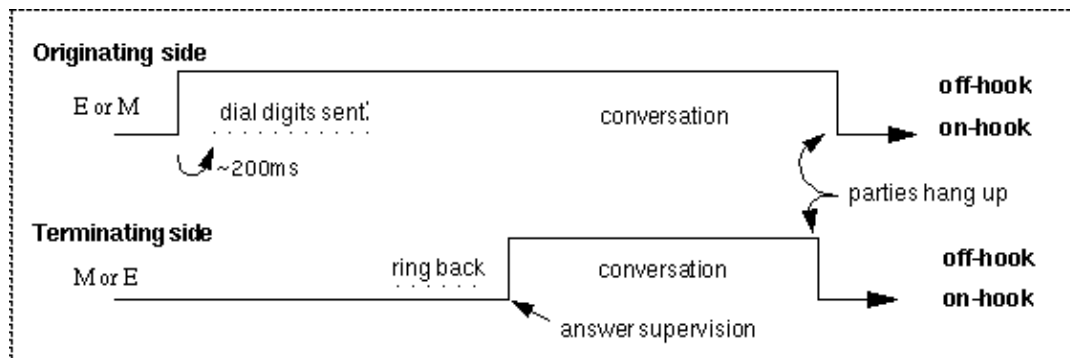 Originating side
off-hook
E or M
dial digits sent.
conversation
on-hook
~200ms
parties hang up
Terminating side
off-hook
ring back
conversation
M or E
on-hook
answer supervision